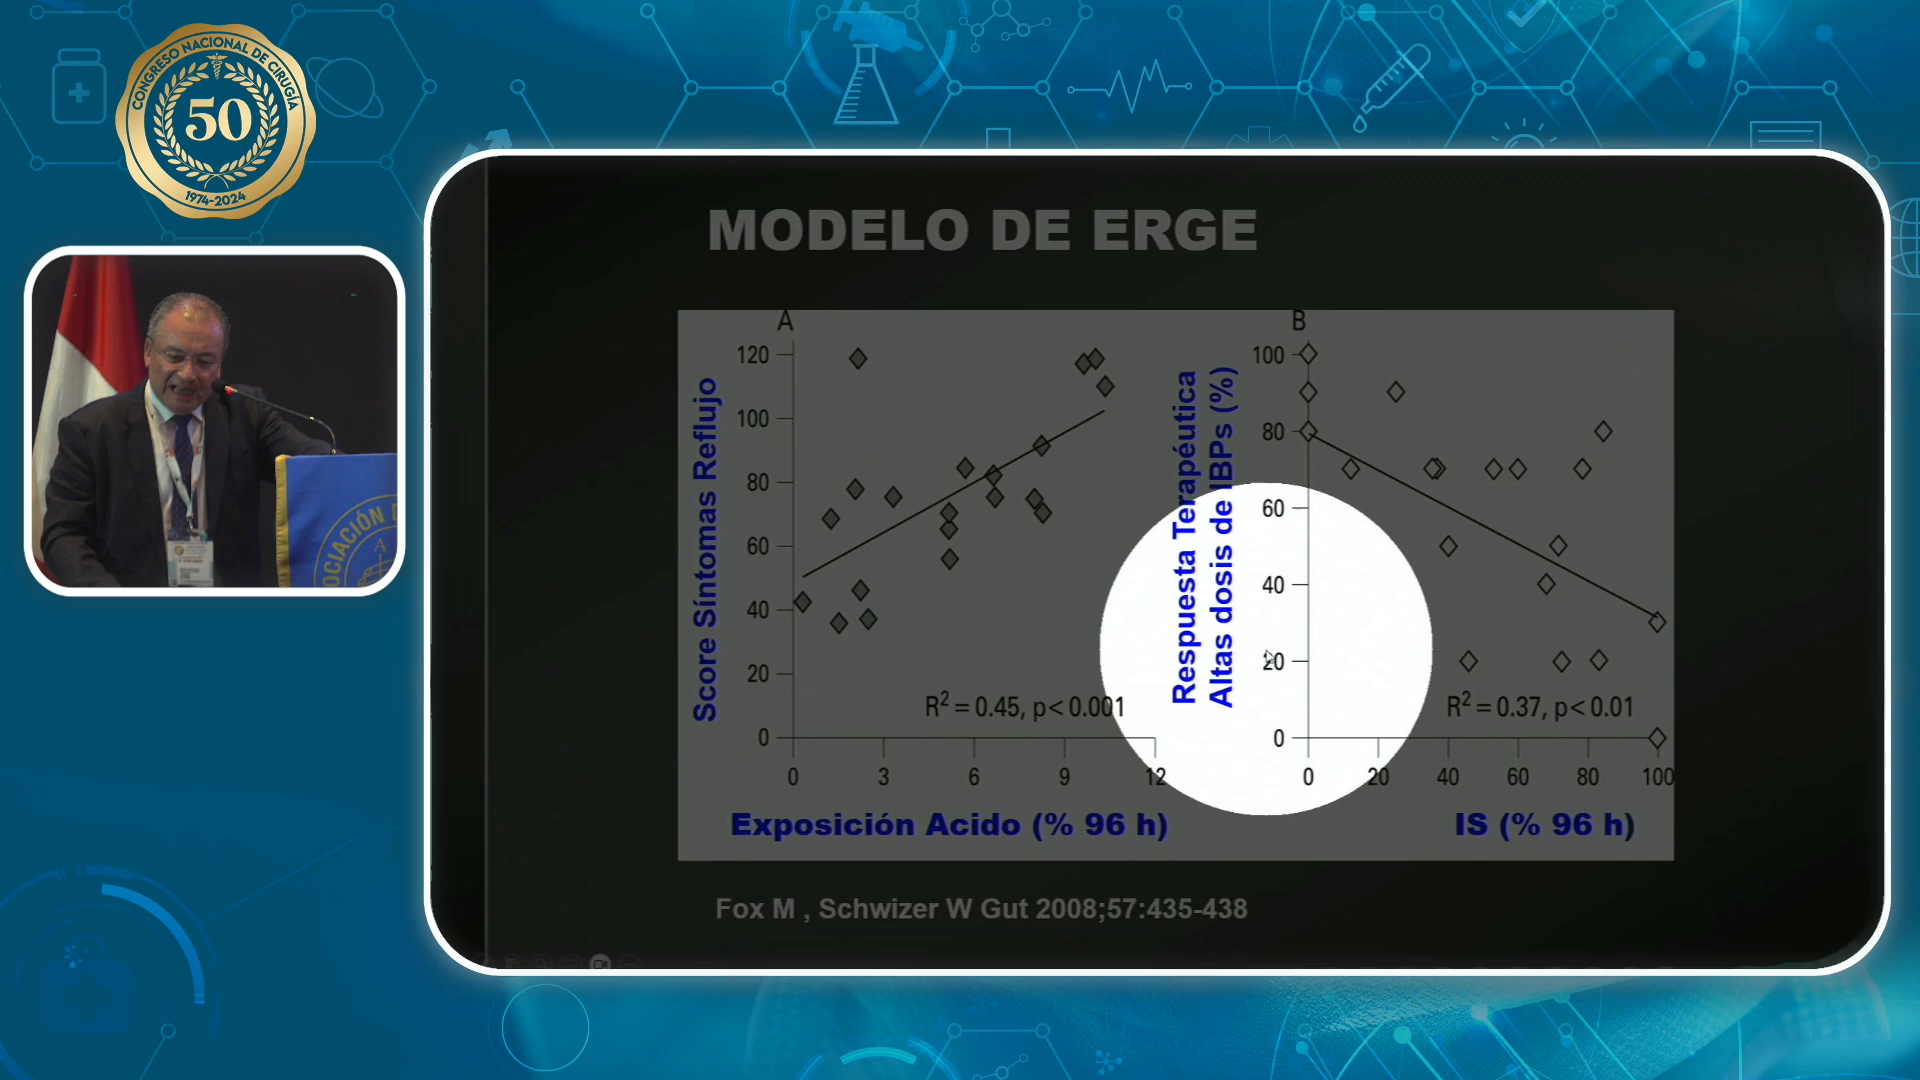 CONGRESO NACIONAL DE CIRUGÍA
50
1974-2024
OCIACIÓN D
A
MODELO DE ERGE
A
Score Síntomas Reflujo
120
100
80
60
40
20
0
0 3 6 9 12
R² = 0.45, p< 0.001
Exposición Acido (% 96 h)
B
Respuesta Terapéutica
Altas dosis de IBPs (%)
100
80
60
40
20
0
0 20 40 60 80 100
R² = 0.37, p< 0.01
IS (% 96 h)
Fox M , Schwizer W Gut 2008;57:435-438